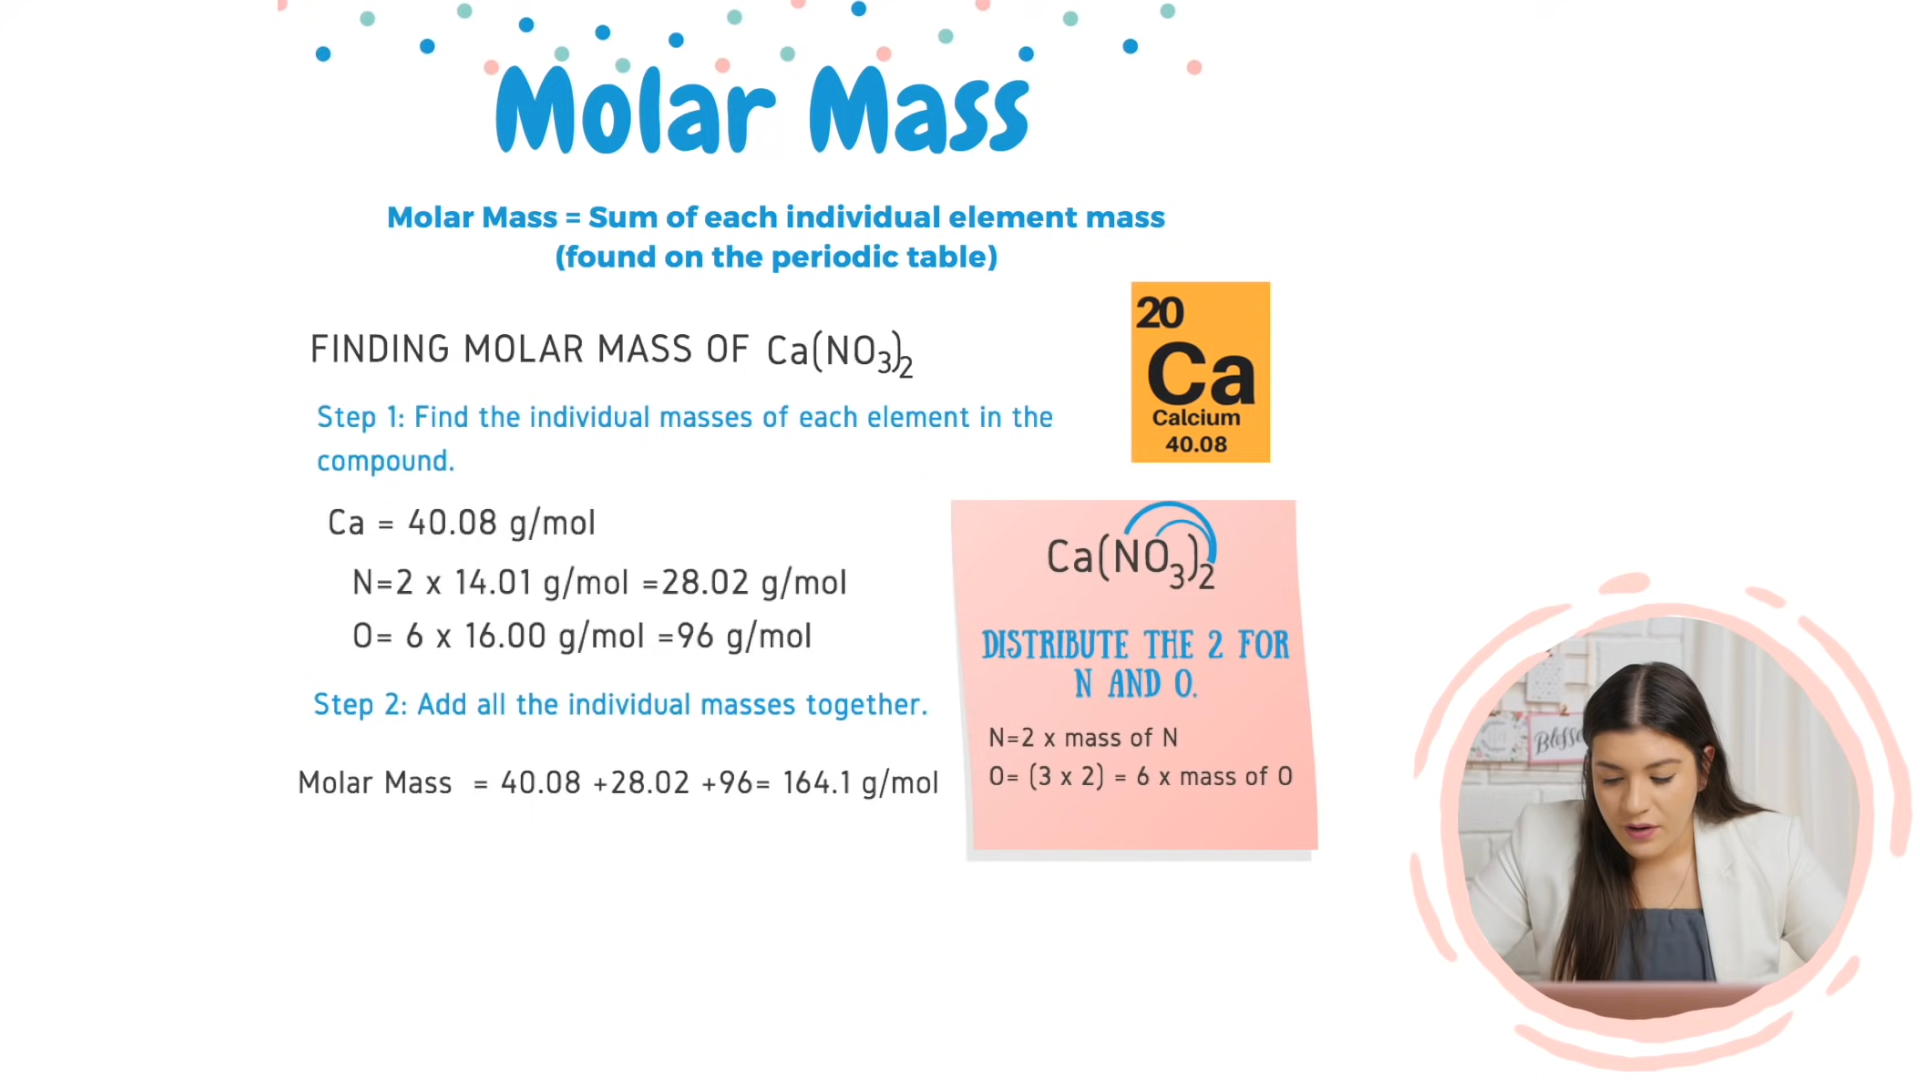 Molar Mass
Molar Mass = Sum of each individual element mass
(found on the periodic table)
FINDING MOLAR MASS OF Ca(NO₃)₂
20
Ca
Calcium
40.08
Step 1: Find the individual masses of each element in the
compound.
Ca = 40.08 g/mol
N=2 x 14.01 g/mol =28.02 g/mol
O= 6 x 16.00 g/mol =96 g/mol
Step 2: Add all the individual masses together.
Molar Mass = 40.08 +28.02 +96= 164.1 g/mol
Ca(NO₃)₂
DISTRIBUTE THE 2 FOR
N AND O.
N=2 x mass of N
O= (3 x 2) = 6 x mass of O